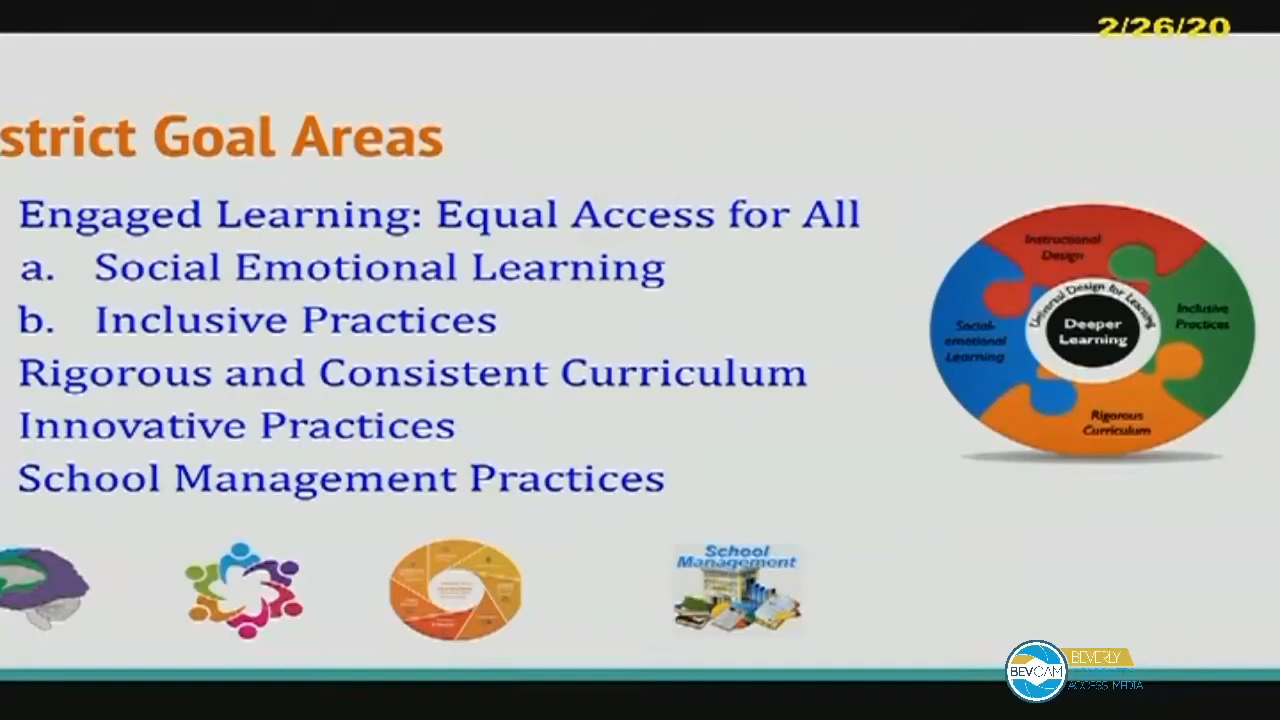 2/26/20
strict Goal Areas
Engaged Learning: Equal Access for All
a. Social Emotional Learning
b. Inclusive Practices
Rigorous and Consistent Curriculum
Innovative Practices
School Management Practices
Instructional
Design
Inclusive
Practices
Universal Design for Learning
Deeper
Learning
Social-
emotional
Learning
Rigorous
Curriculum
School
Management
BEVCAM
BEVERLY
ACCESS MEDIA